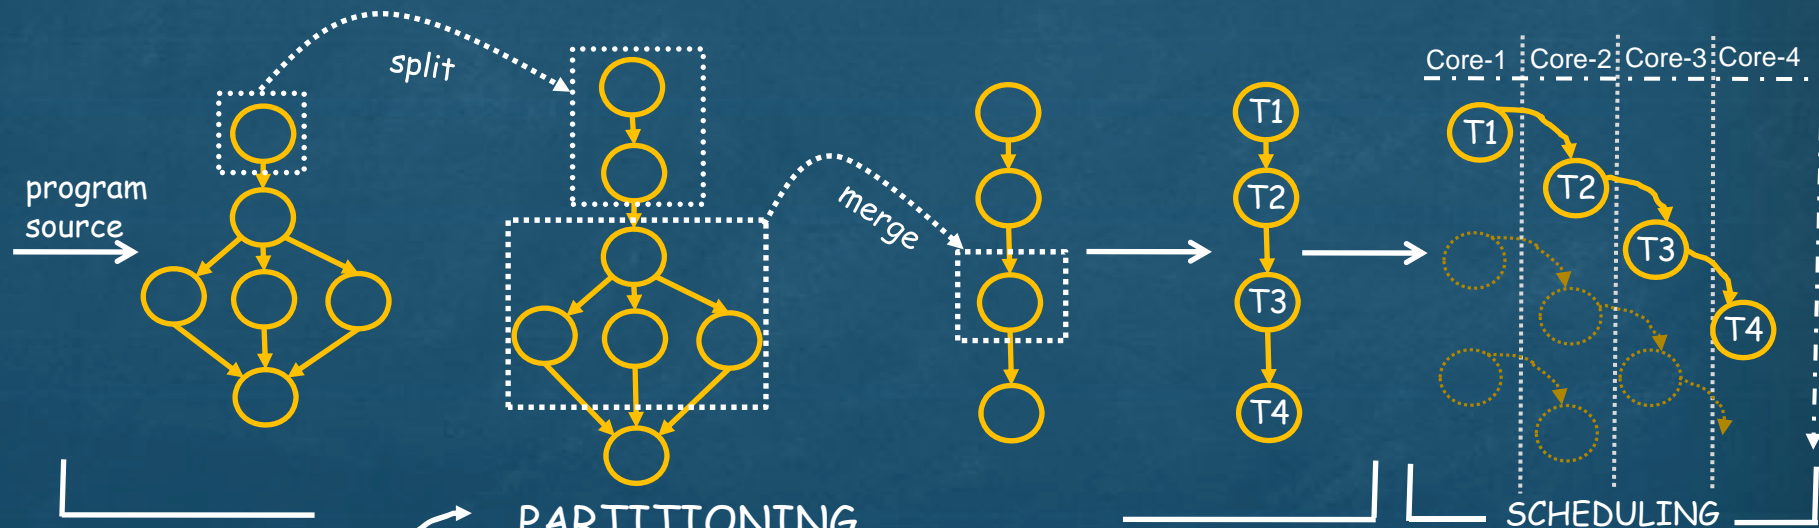 program
source
split
merge
T1
T2
T3
T4
Core-1 Core-2 Core-3 Core-4
T1
T2
T3
T4
PARTITIONING
SCHEDULING